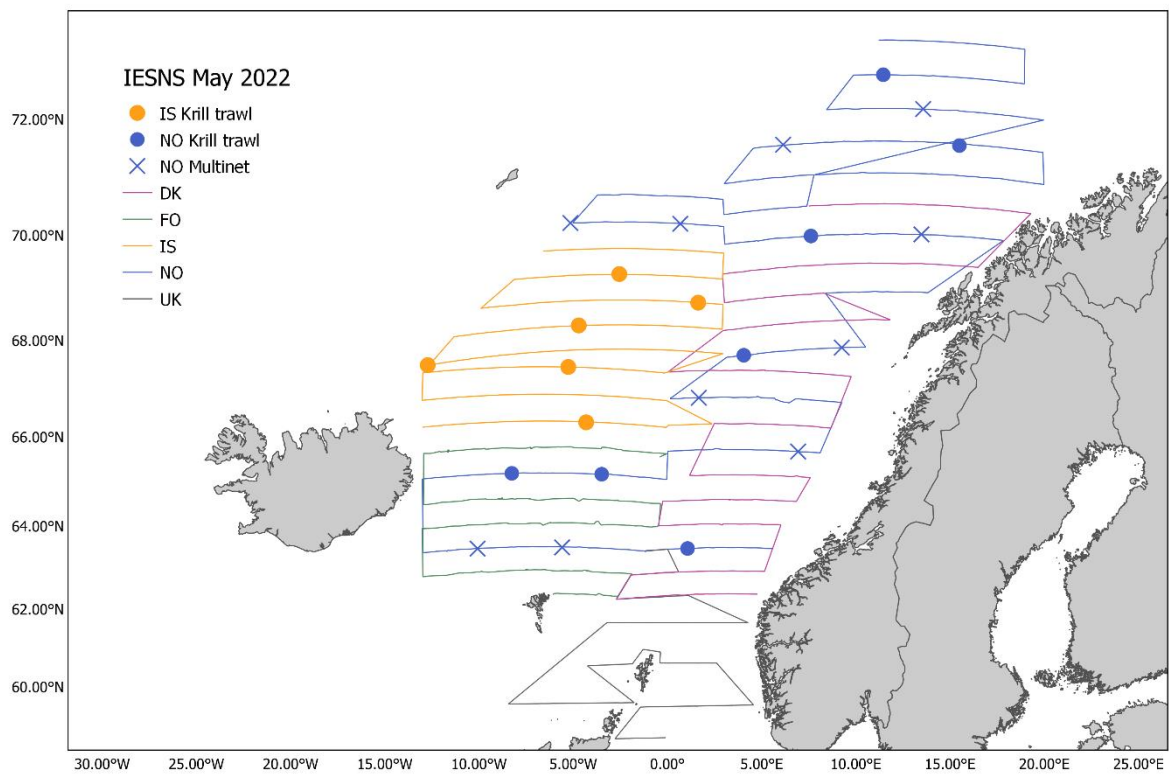 IESNS May 2022
IS Krill trawl
NO Krill trawl
NO Multinet
DK
FO
IS
NO
UK
72.00°N
70.00°N
68.00°N
66.00°N
64.00°N
62.00°N
60.00°N
30.00°W 25.00°W 20.00°W 15.00°W 10.00°W 5.00°W 0.00°E 5.00°E 10.00°E 15.00°E 20.00°E 25.00°E